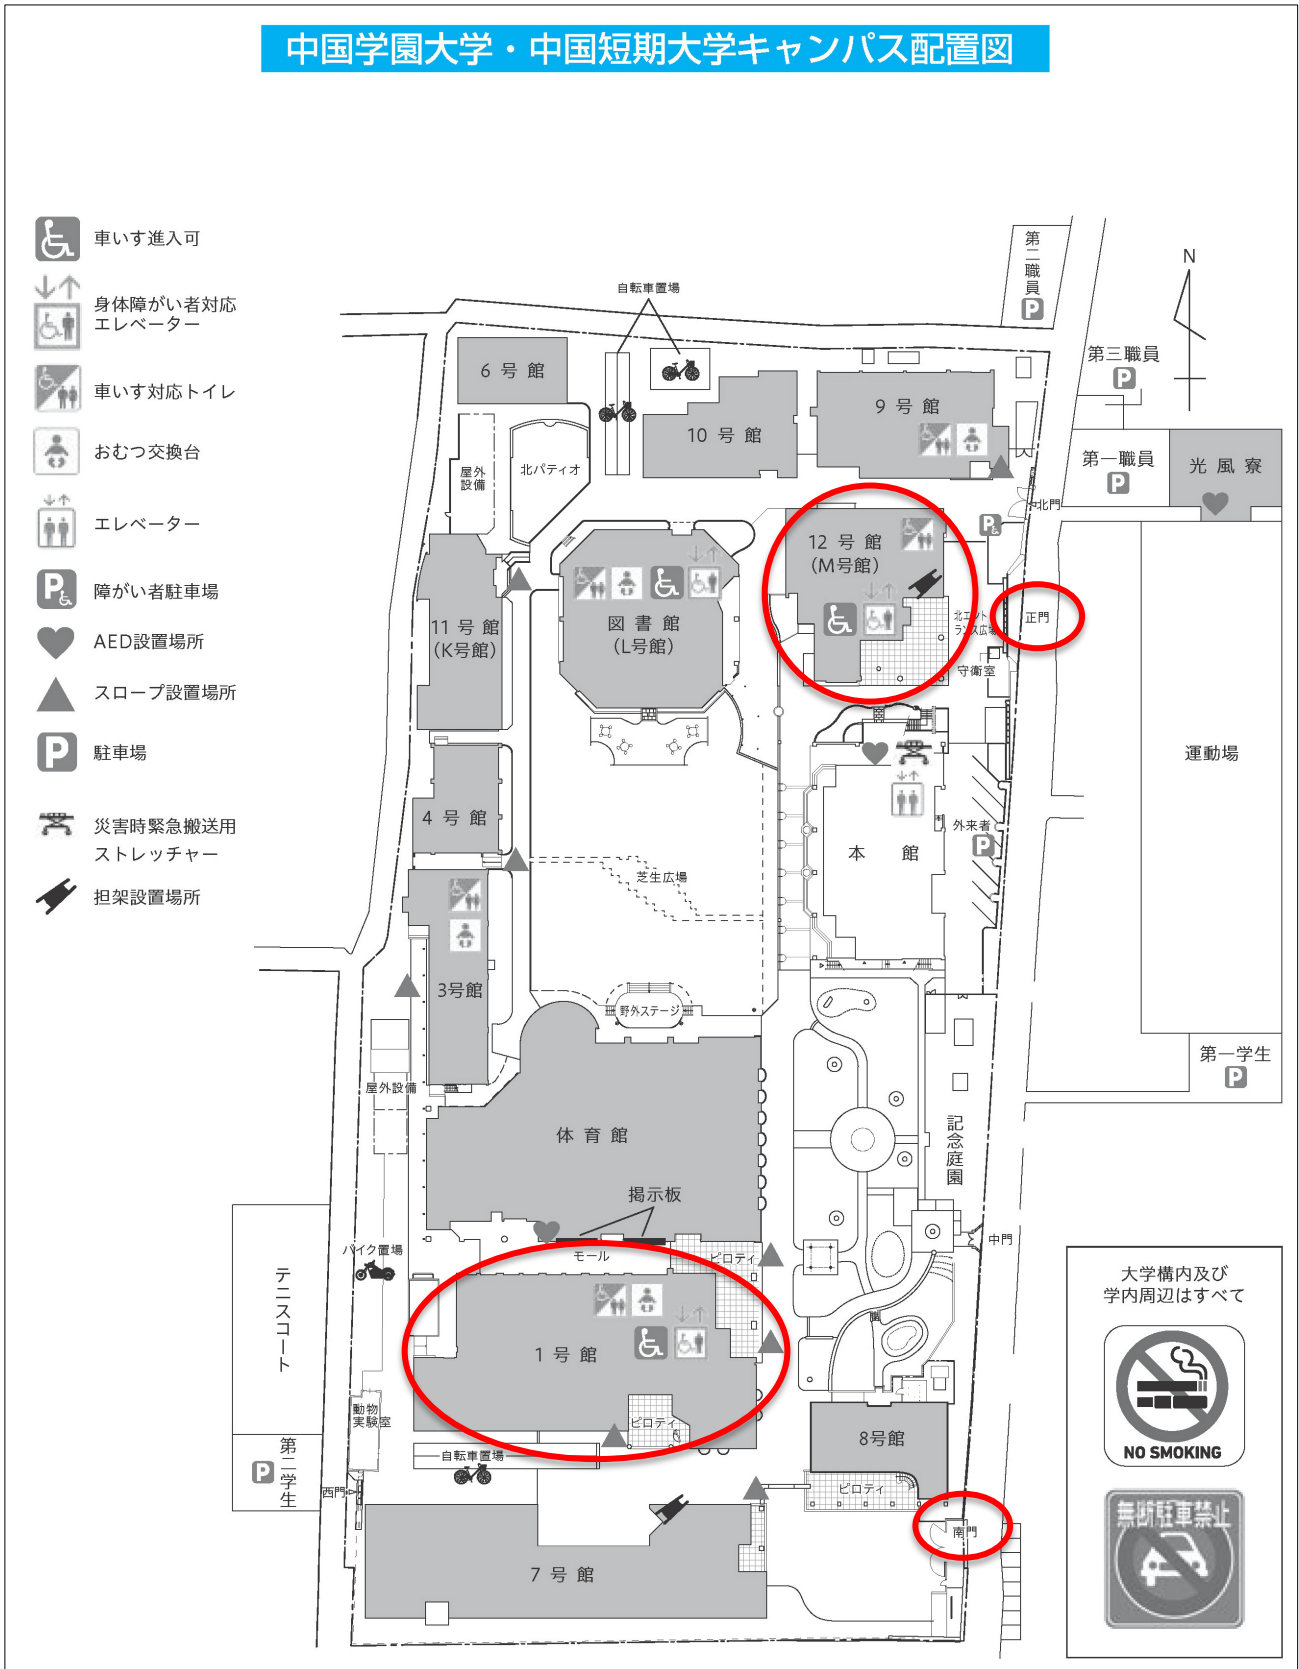 中国学園大学・中国短期大学キャンパス配置図
車いす進入可
身体障がい者対応
エレベーター
車いす対応トイレ
おむつ交換台
エレベーター
障がい者駐車場
AED設置場所
スロープ設置場所
P
駐車場
災害時緊急搬送用
ストレッチャー
担架設置場所
第二職員
P
N
自転車置場
第三職員
P
6 号 館
9 号 館
10 号 館
第一職員
P
光 風 寮
屋外
設備
北パティオ
北門
P
12 号 館
(M号館)
11 号 館
(K号館)
図 書 館
(L号館)
北エント
ランス広場
正門
守衛室
運動場
4 号 館
外来者
P
本 館
芝生広場
3号館
野外ステージ
第一学生
P
屋外設備
体 育 館
記念庭園
掲示板
中門
バイク置場
モール
ピロティ
テニスコート
1 号 館
大学構内及び
学内周辺はすべて
NO SMOKING
動物
実験室
ピロティ
8号館
第二学生
P
自転車置場
西門
ピロティ
南門
無断駐車禁止
7 号 館